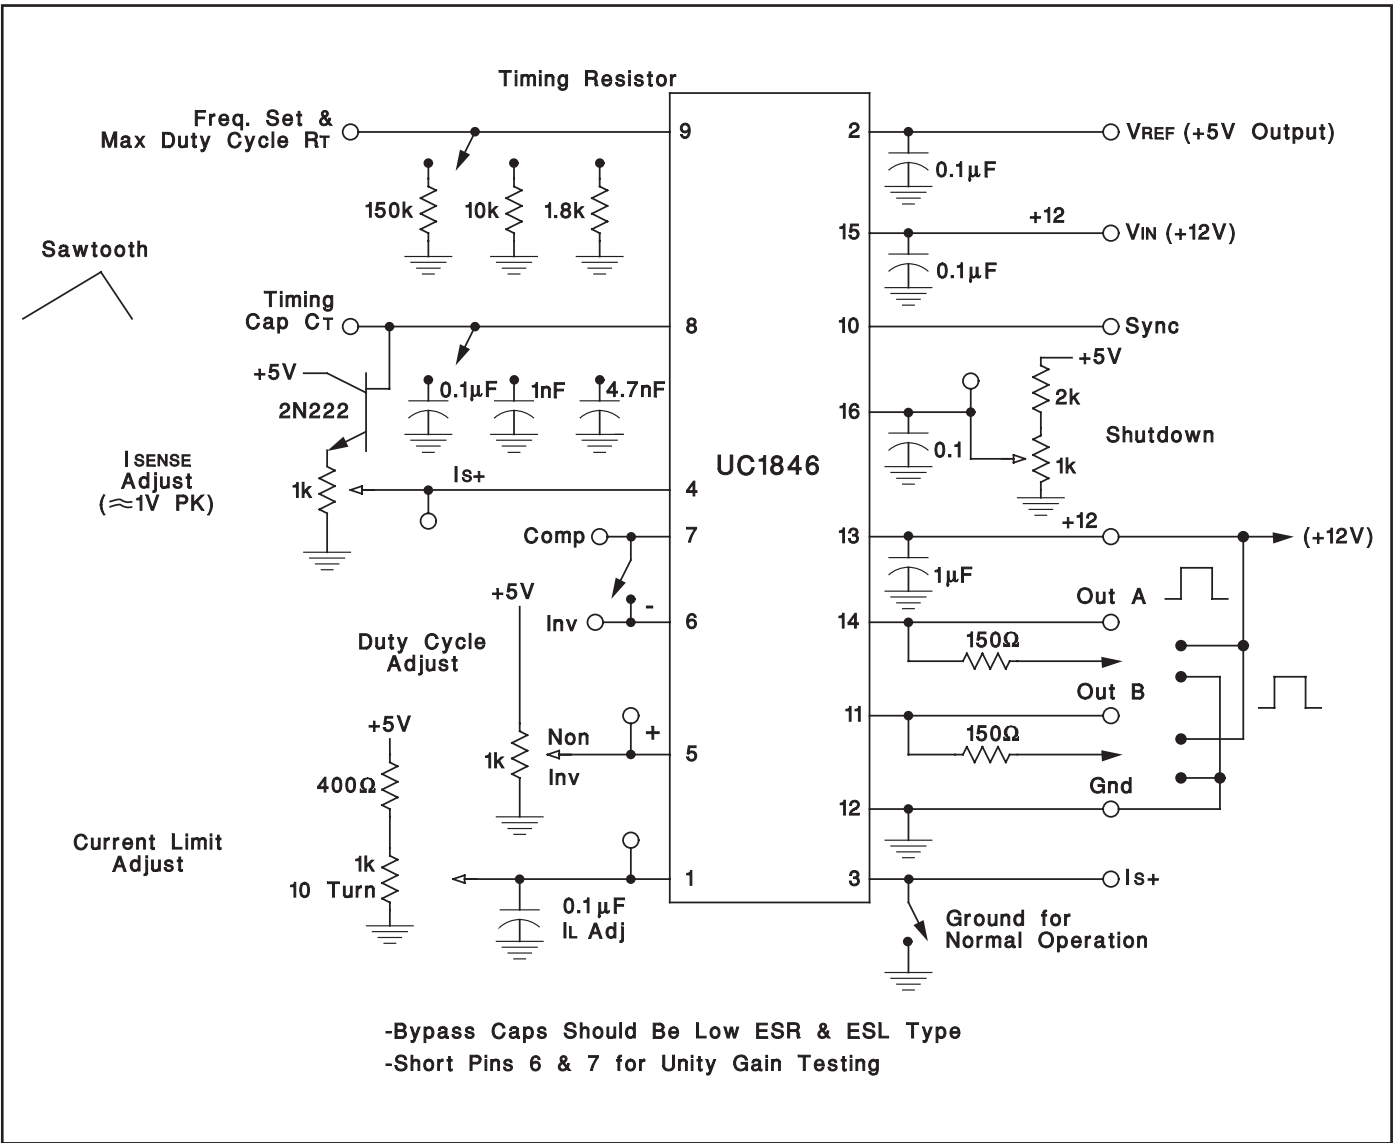 Timing Resistor
Freq. Set &
Max Duty Cycle RT
9
2
VREF (+5V Output)
0.1µF
150k
10k
1.8k
+12
15
VIN (+12V)
0.1µF
Sawtooth
Timing
Cap CT
8
10
Sync
+5V
2N222
0.1µF
1nF
4.7nF
+5V
2k
16
0.1
1k
Shutdown
UC1846
ISENSE
Adjust
(≈1V PK)
1k
Is+
4
Comp
7
13
+12
(+12V)
1µF
+5V
Inv
-
6
Out A
14
150Ω
Duty Cycle
Adjust
Out B
11
150Ω
+5V
400Ω
1k
Non
Inv
+
5
Gnd
12
Current Limit
Adjust
1k
10 Turn
1
0.1µF
IL Adj
3
Is+
Ground for
Normal Operation
-Bypass Caps Should Be Low ESR & ESL Type
-Short Pins 6 & 7 for Unity Gain Testing